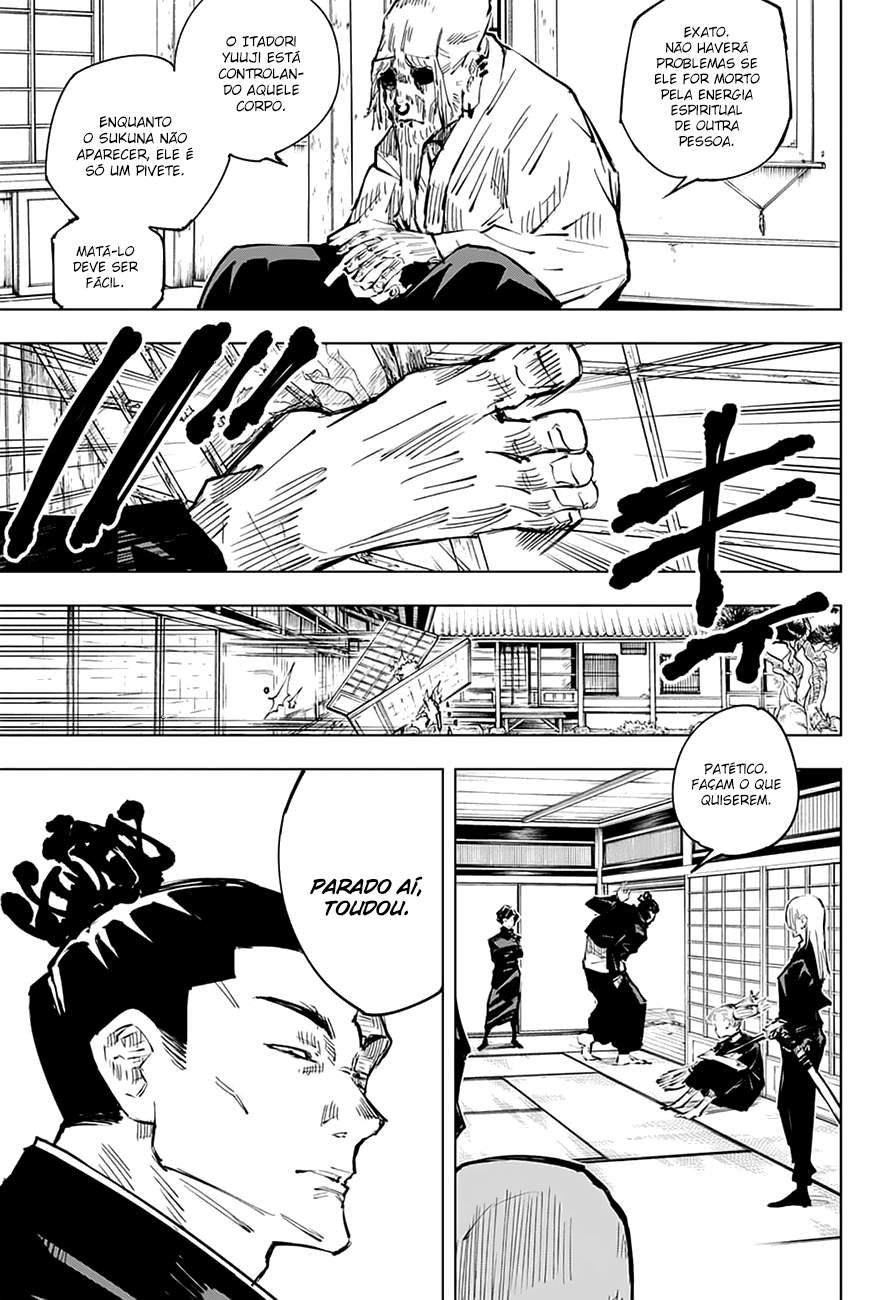 EXATO.
NÃO HAVERÁ
PROBLEMAS SE
ELE FOR MORTO
PELA ENERGIA
ESPIRITUAL
DE OUTRA
PESSOA.
O ITADORI
YUUJI ESTÁ
CONTROLAN-
DO AQUELE
CORPO.
ENQUANTO
O SUKUNA NÃO
APARECER, ELE É
SÓ UM PIVETE.
MATÁ-LO
DEVE SER
FÁCIL.
PATÉTICO.
FAÇAM O QUE
QUISEREM.
PARADO AÍ,
TOUDOU.